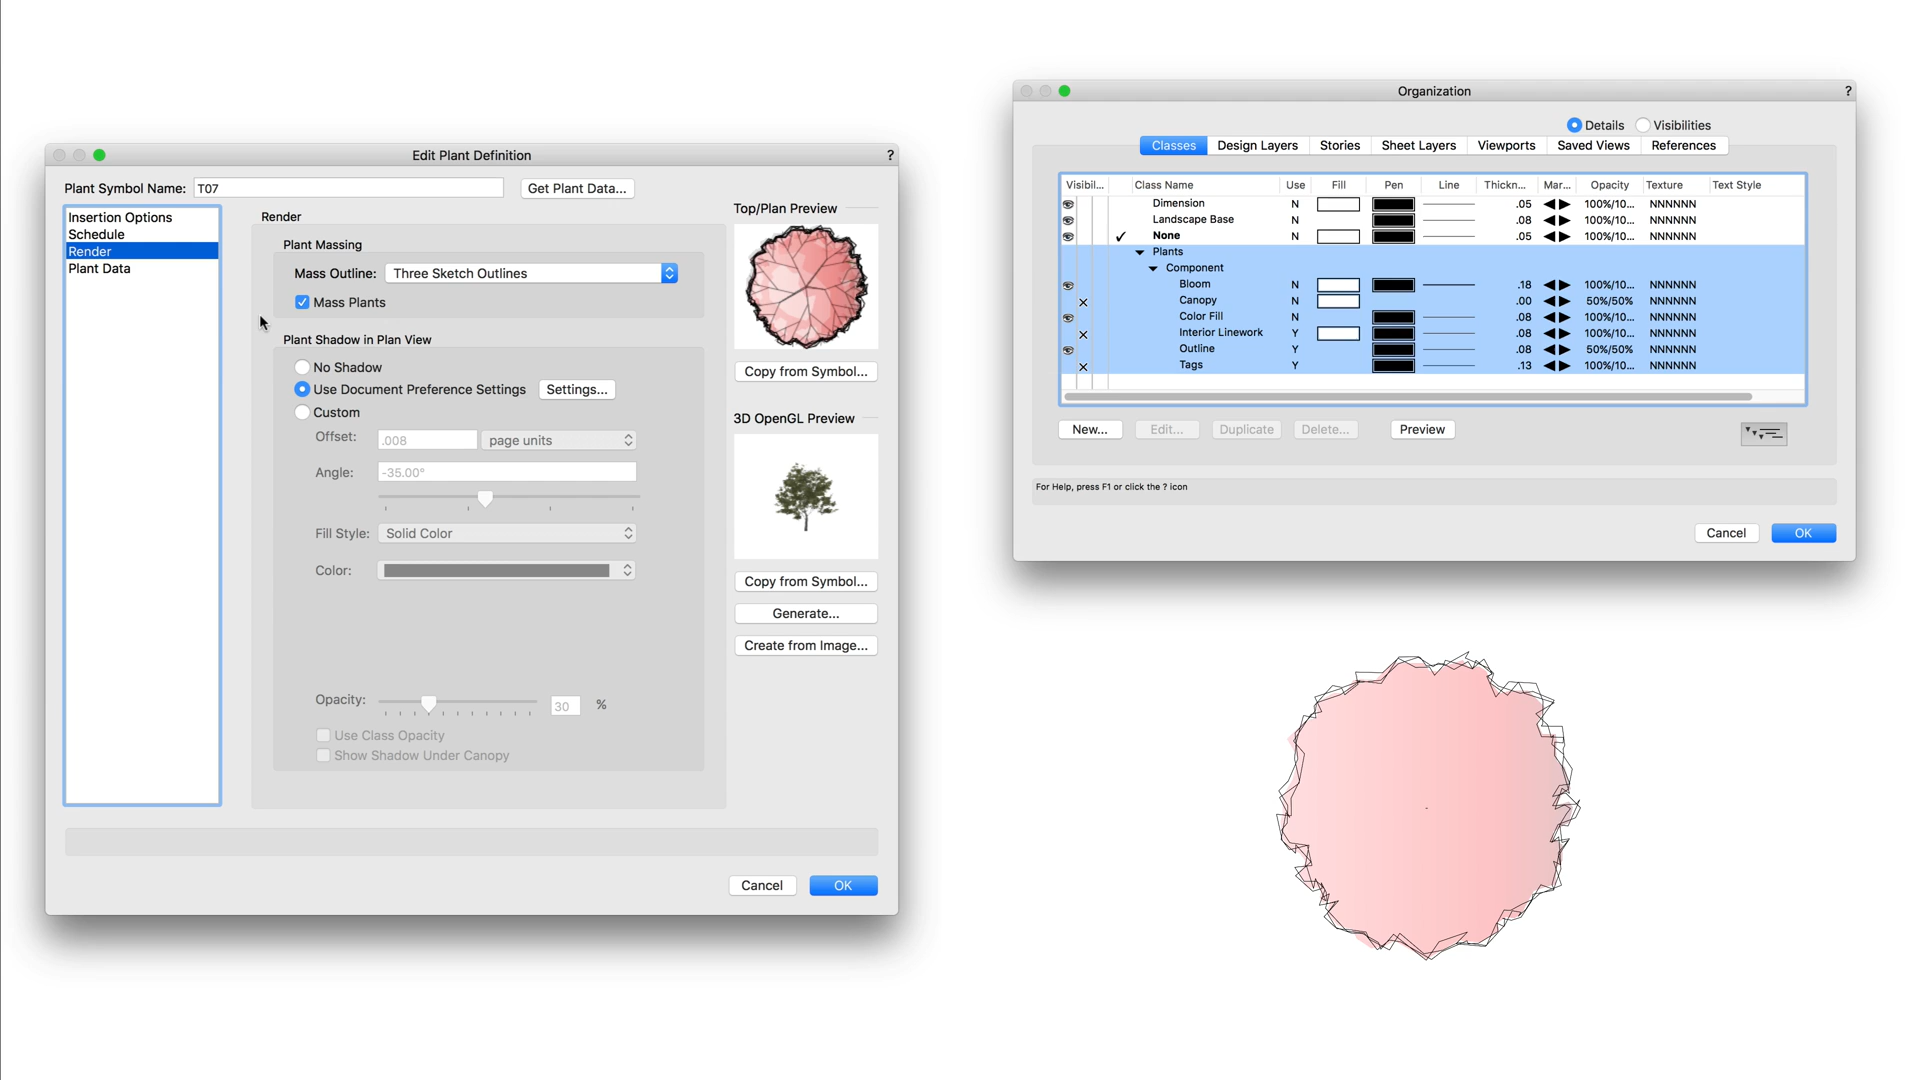 Edit Plant Definition
?
Plant Symbol Name: T07
Get Plant Data...
Insertion Options
Schedule
Render
Plant Data
Render
Plant Massing
Mass Outline: Three Sketch Outlines
Mass Plants
Plant Shadow in Plan View
No Shadow
Use Document Preference Settings
Settings...
Custom
Offset: .008 page units
Angle: -35.00°
Fill Style: Solid Color
Color:
Opacity: 30 %
Use Class Opacity
Show Shadow Under Canopy
Top/Plan Preview
Copy from Symbol...
3D OpenGL Preview
Copy from Symbol...
Generate...
Create from Image...
Cancel
OK
Organization
?
Details Visibilities
Classes Design Layers Stories Sheet Layers Viewports Saved Views References
Visibil... Class Name Use Fill Pen Line Thickn... Mar... Opacity Texture Text Style
Dimension N .05 100%/10... NNNNNN
Landscape Base N .08 100%/10... NNNNNN
None N .05 100%/10... NNNNNN
Plants
Component
Bloom N .18 100%/10... NNNNNN
Canopy N .00 50%/50% NNNNNN
Color Fill N .08 100%/10... NNNNNN
Interior Linework Y .08 100%/10... NNNNNN
Outline Y .08 50%/50% NNNNNN
Tags Y .13 100%/10... NNNNNN
New... Edit... Duplicate Delete... Preview
For Help, press F1 or click the ? icon
Cancel OK